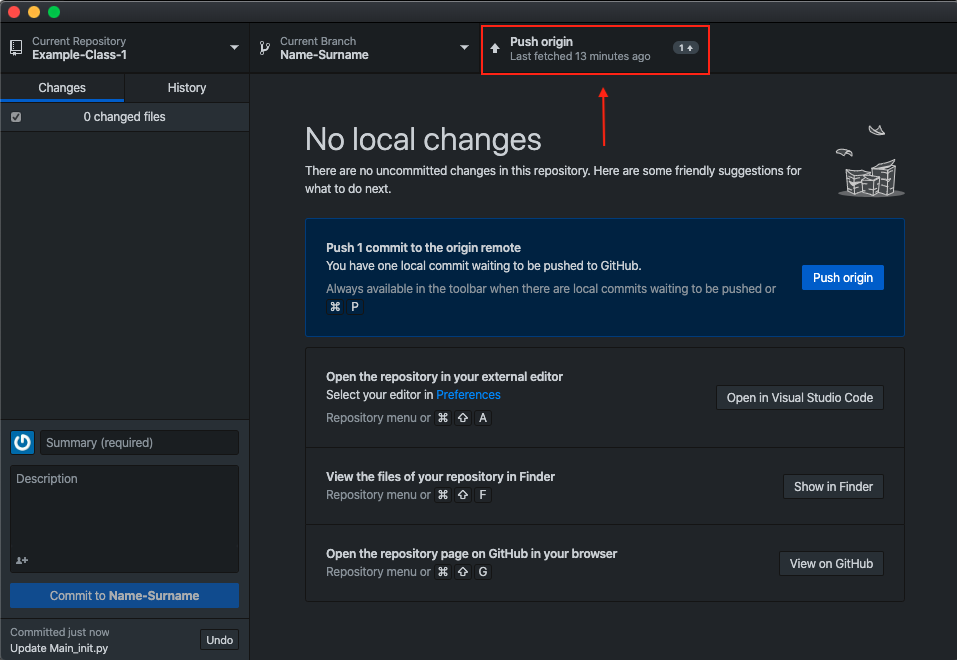 Current Repository
Example-Class-1
Current Branch
Name-Surname
Push origin
Last fetched 13 minutes ago
1
Changes
History
0 changed files
No local changes
There are no uncommitted changes in this repository. Here are some friendly suggestions for
what to do next.
Push 1 commit to the origin remote
You have one local commit waiting to be pushed to GitHub.
Always available in the toolbar when there are local commits waiting to be pushed or
⌘ P
Push origin
Open the repository in your external editor
Select your editor in Preferences
Repository menu or ⌘ ⇧ A
Open in Visual Studio Code
View the files of your repository in Finder
Repository menu or ⌘ ⇧ F
Show in Finder
Open the repository page on GitHub in your browser
Repository menu or ⌘ ⇧ G
View on GitHub
Summary (required)
Description
Commit to Name-Surname
Committed just now
Update Main_init.py
Undo